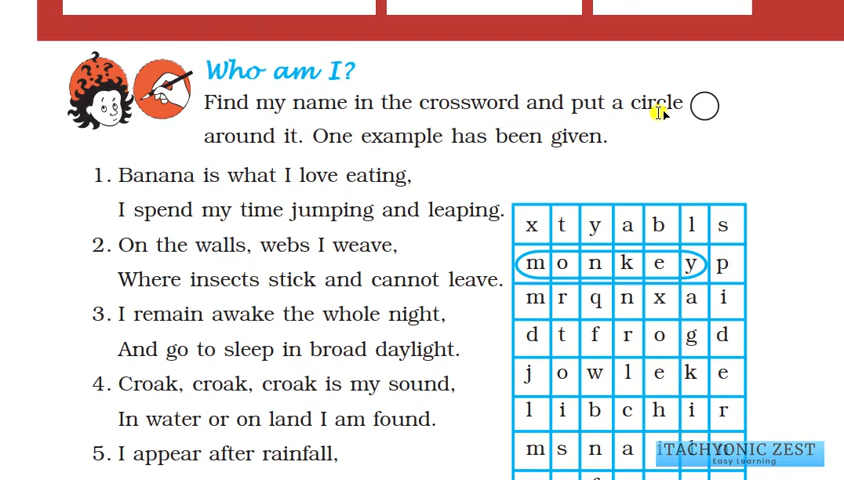 Who am I?
Find my name in the crossword and put a circle
around it. One example has been given.
1. Banana is what I love eating,
I spend my time jumping and leaping.
2. On the walls, webs I weave,
Where insects stick and cannot leave.
3. I remain awake the whole night,
And go to sleep in broad daylight.
4. Croak, croak, croak is my sound,
In water or on land I am found.
5. I appear after rainfall,
x t y a b l s
m o n k e y p
m r q n x a i
d t f r o g d
j o w l e k e
l i b c h i r
m s n a
TACHYONIC ZEST
Easy Learning